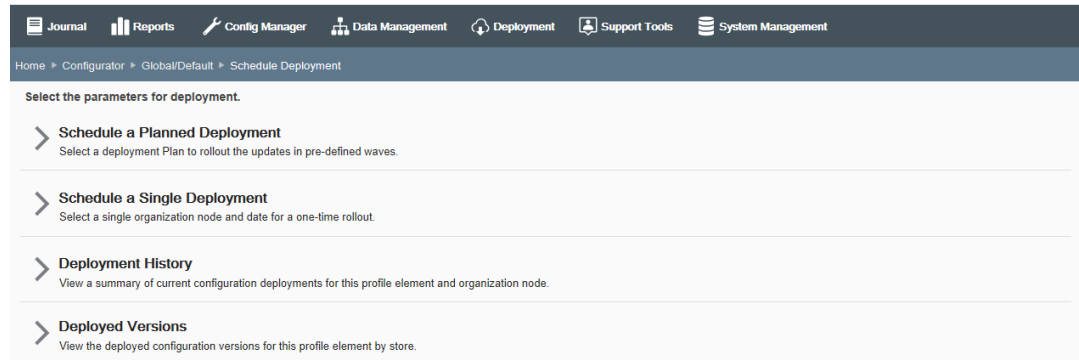 Journal Reports Config Manager Data Management Deployment Support Tools System Management
Home ▸ Configurator ▸ Global/Default ▸ Schedule Deployment
Select the parameters for deployment.
Schedule a Planned Deployment
Select a deployment Plan to rollout the updates in pre-defined waves.
Schedule a Single Deployment
Select a single organization node and date for a one-time rollout.
Deployment History
View a summary of current configuration deployments for this profile element and organization node.
Deployed Versions
View the deployed configuration versions for this profile element by store.